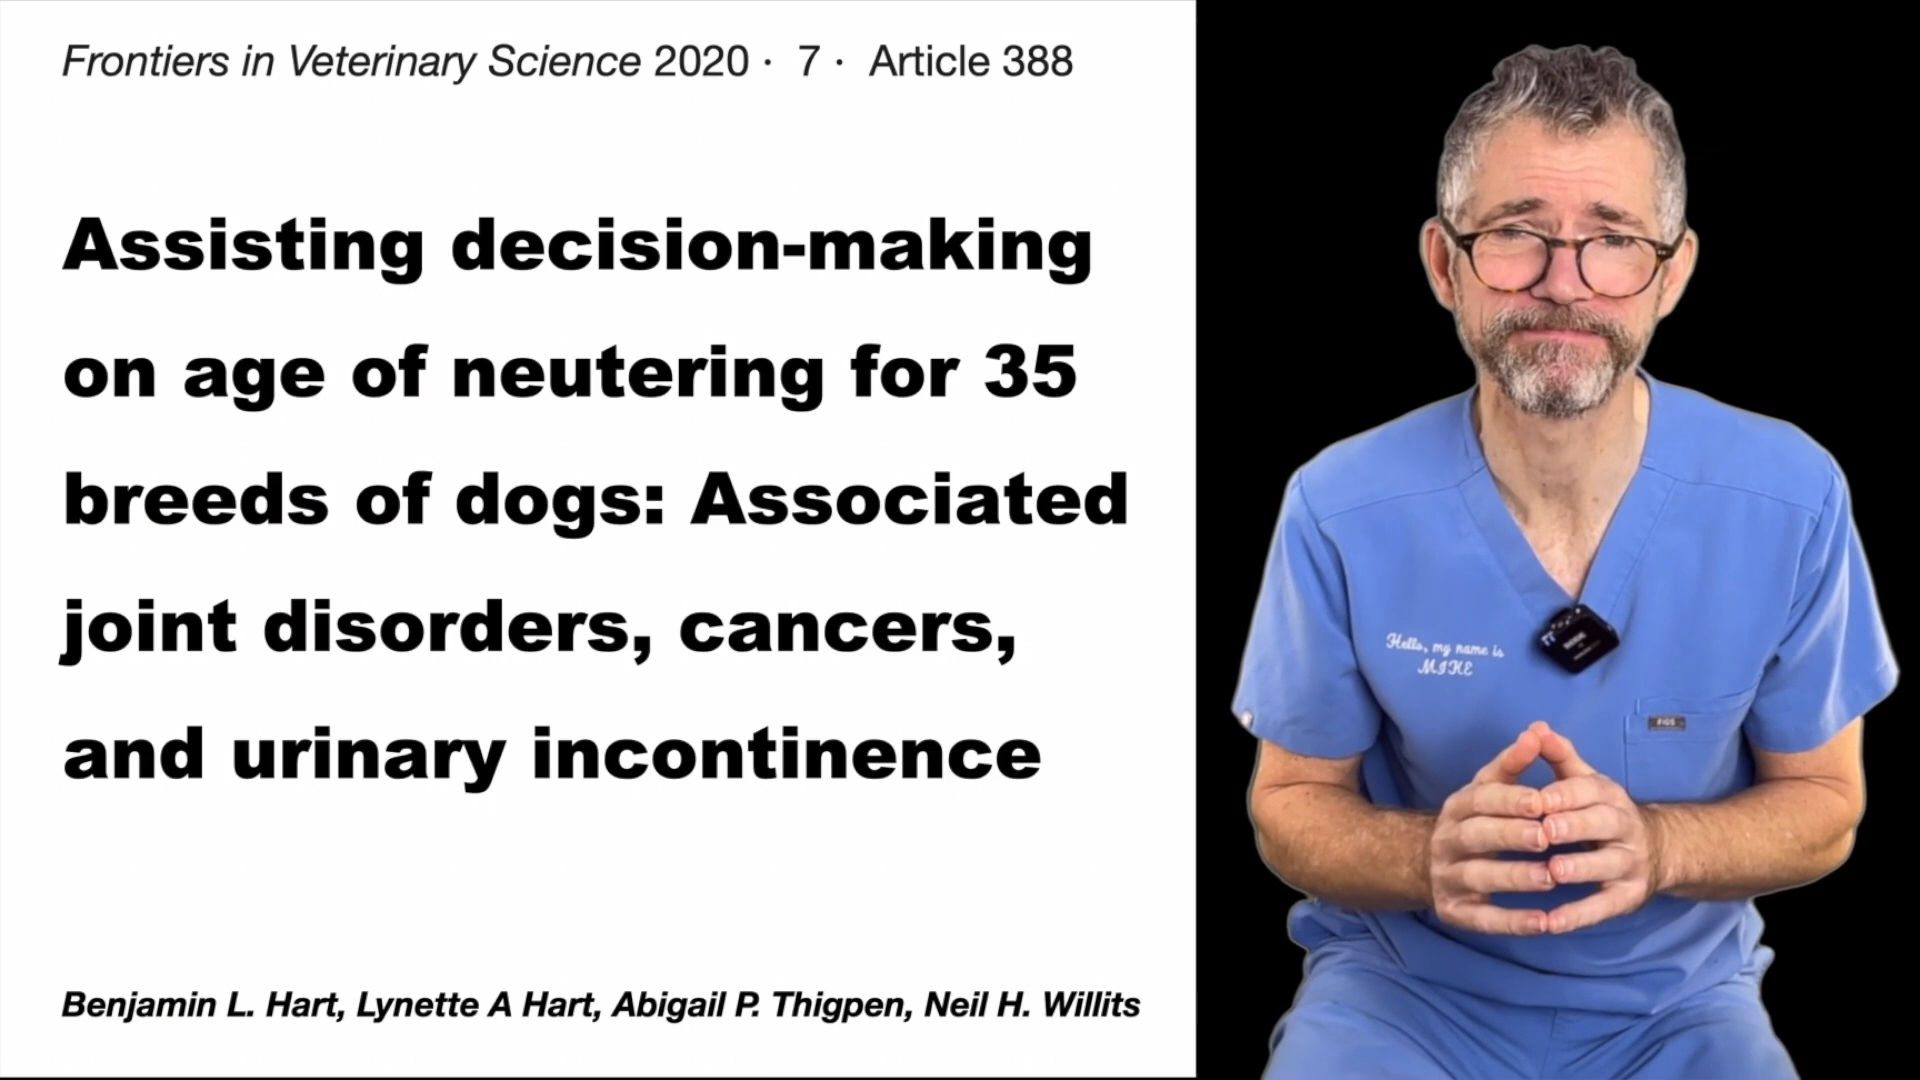 Frontiers in Veterinary Science 2020 · 7 · Article 388
Assisting decision-making
on age of neutering for 35
breeds of dogs: Associated
joint disorders, cancers,
and urinary incontinence
Benjamin L. Hart, Lynette A Hart, Abigail P. Thigpen, Neil H. Willits
Hello, my name is
MIKE
FIGS